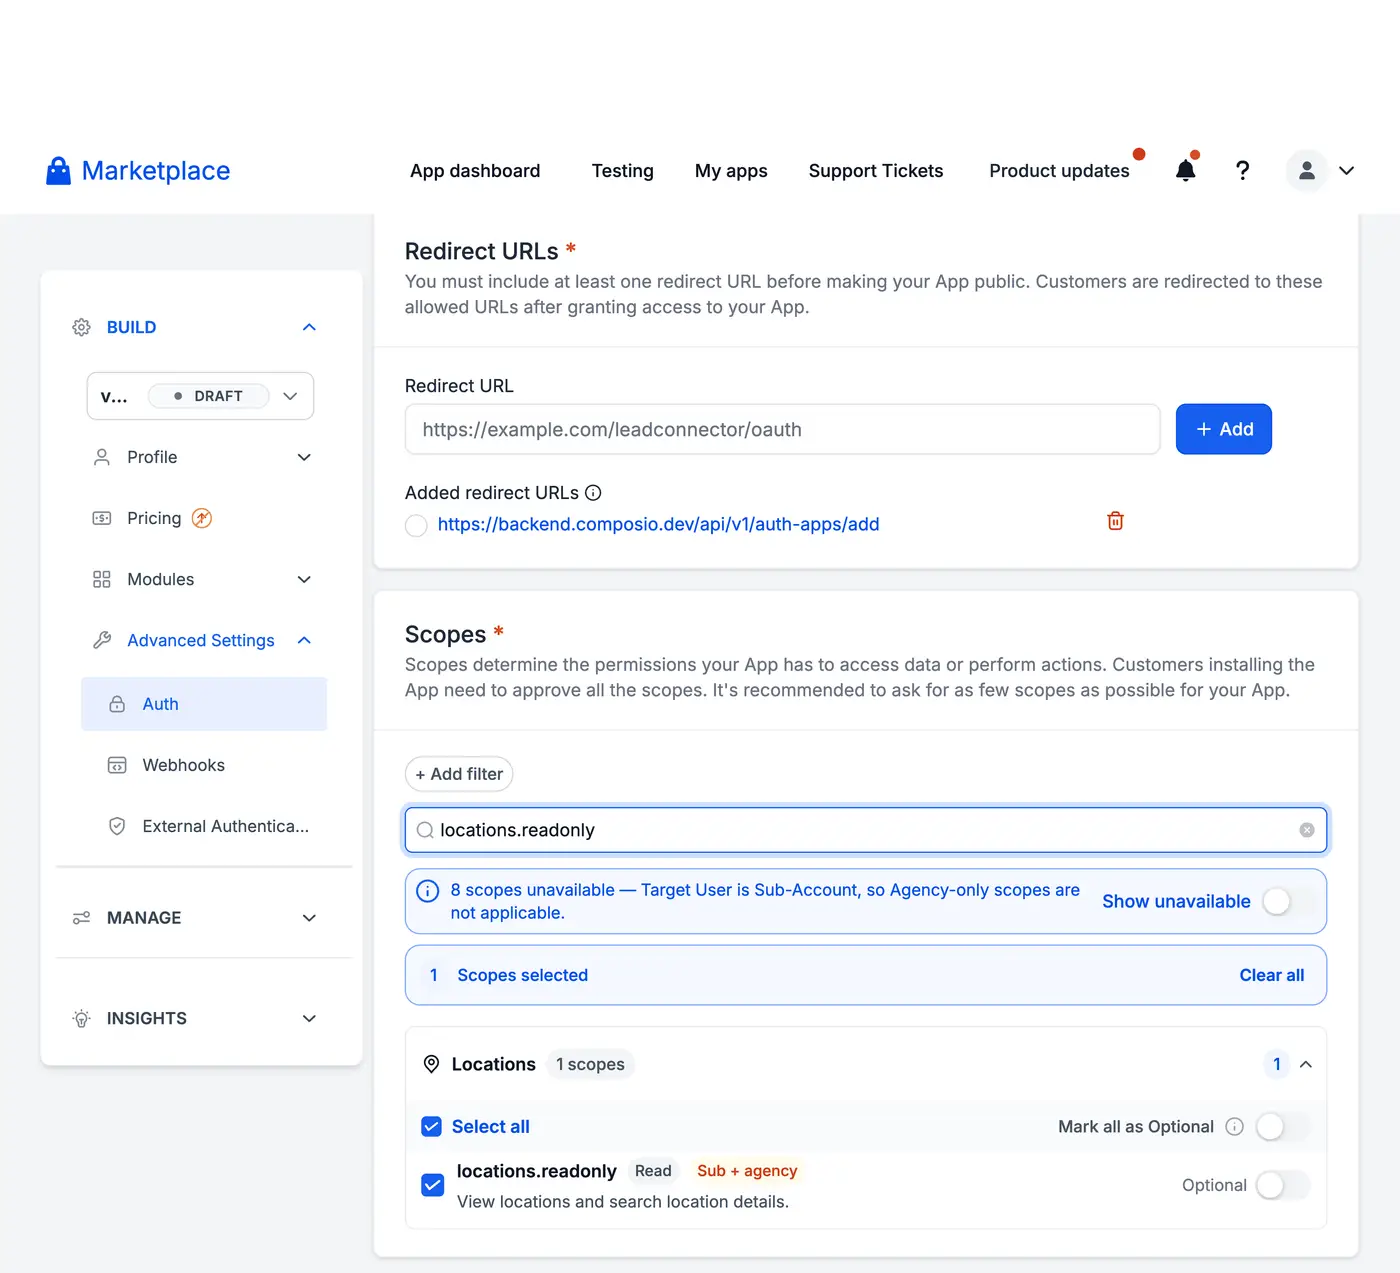 Marketplace
App dashboard
Testing
My apps
Support Tickets
Product updates
?
BUILD
v...
DRAFT
Profile
Pricing
Modules
Advanced Settings
Auth
Webhooks
External Authentica...
MANAGE
INSIGHTS
Redirect URLs *
You must include at least one redirect URL before making your App public. Customers are redirected to these
allowed URLs after granting access to your App.
Redirect URL
https://example.com/leadconnector/oauth
+ Add
Added redirect URLs
https://backend.composio.dev/api/v1/auth-apps/add
Scopes *
Scopes determine the permissions your App has to access data or perform actions. Customers installing the
App need to approve all the scopes. It's recommended to ask for as few scopes as possible for your App.
+ Add filter
locations.readonly
8 scopes unavailable — Target User is Sub-Account, so Agency-only scopes are
not applicable.
Show unavailable
1 Scopes selected
Clear all
Locations 1 scopes
1
Select all
Mark all as Optional
locations.readonly Read Sub + agency
View locations and search location details.
Optional